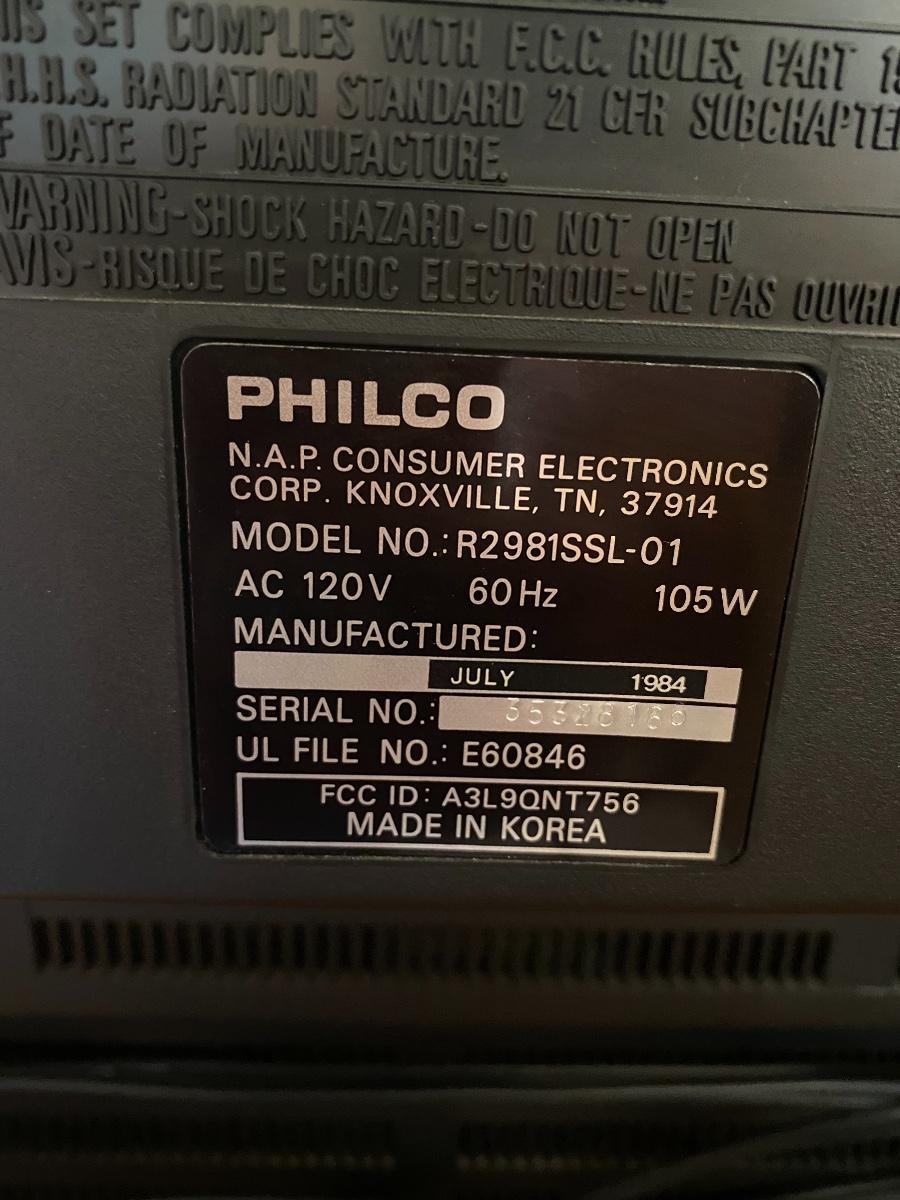 IS SET COMPLIES WITH F.C.C. RULES, PART 15
H.H.S. RADIATION STANDARD 21 CFR SUBCHAPTE
DATE OF MANUFACTURE.
WARNING-SHOCK HAZARD-DO NOT OPEN
AVIS-RISQUE DE CHOC ELECTRIQUE-NE PAS OUVRI
PHILCO
N.A.P. CONSUMER ELECTRONICS
CORP. KNOXVILLE, TN, 37914
MODEL NO.: R2981SSL-01
AC 120V 60Hz 105W
MANUFACTURED:
JULY 1984
SERIAL NO.:
UL FILE NO.: E60846
FCC ID: A3L9QNT756
MADE IN KOREA